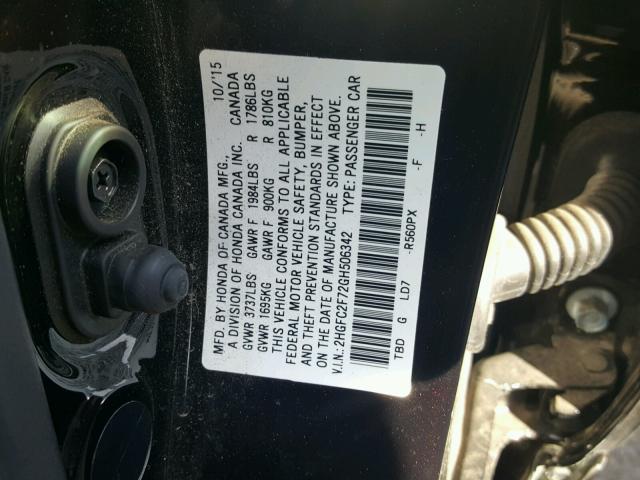 MFD. BY HONDA OF CANADA MFG., 10/'15
A DIVISION OF HONDA CANADA INC. CANADA
GVWR 3737LBS GAWR F 1984LBS R 1786LBS
GVWR 1695KG GAWR F 900KG R 810KG
THIS VEHICLE CONFORMS TO ALL APPLICABLE
FEDERAL MOTOR VEHICLE SAFETY, BUMPER,
AND THEFT PREVENTION STANDARDS IN EFFECT
ON THE DATE OF MANUFACTURE SHOWN ABOVE.
V.I.N.:2HGFC2F72GH506342 TYPE:PASSENGER CAR
TBD G LD7 -R560PX -F -H